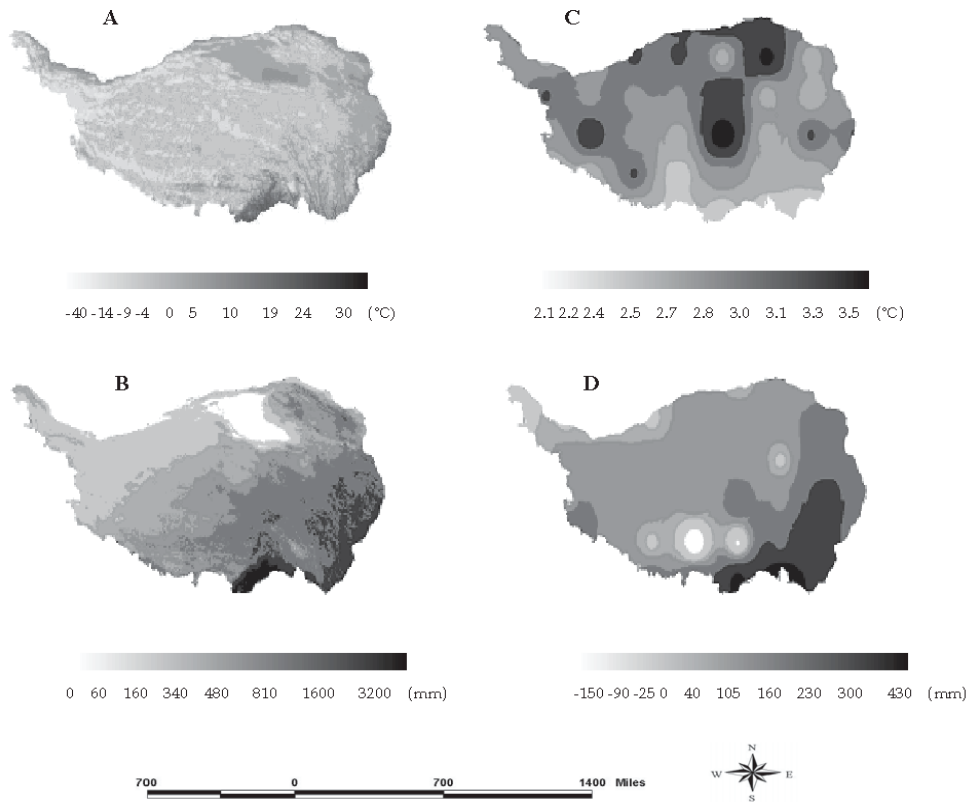 A
C
-40 -14 -9 -4 0 5 10 19 24 30 (°C)
2.1 2.2 2.4 2.5 2.7 2.8 3.0 3.1 3.3 3.5 (°C)
B
D
0 60 160 340 480 810 1600 3200 (mm)
-150 -90 -25 0 40 105 160 230 300 430 (mm)
700 0 700 1400 Miles
N
W E
S